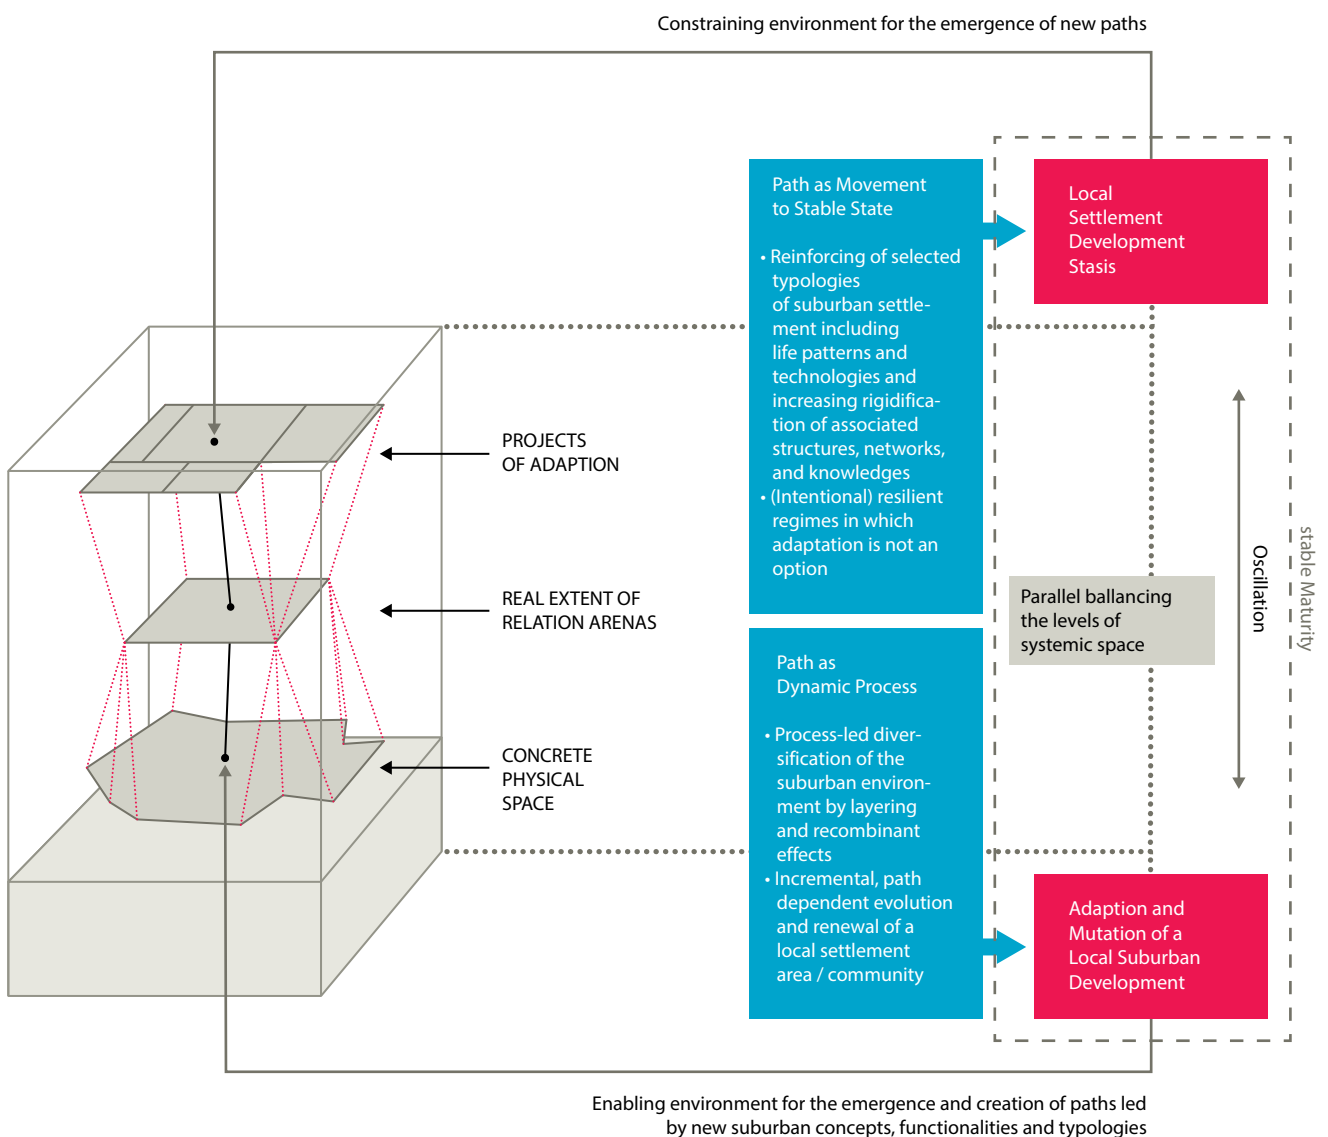 Constraining environment for the emergence of new paths
Path as Movement
to Stable State
• Reinforcing of selected
typologies
of suburban settle-
ment including
life patterns and
technologies and
increasing rigidifica-
tion of associated
structures, networks,
and knowledges
• (Intentional) resilient
regimes in which
adaptation is not an
option
Local
Settlement
Development
Stasis
PROJECTS
OF ADAPTION
REAL EXTENT OF
RELATION ARENAS
CONCRETE
PHYSICAL
SPACE
Parallel ballancing
the levels of
systemic space
Oscillation
stable Maturity
Path as
Dynamic Process
• Process-led diver-
sification of the
suburban environ-
ment by layering
and recombinant
effects
• Incremental, path
dependent evolution
and renewal of a
local settlement
area / community
Adaption and
Mutation of a
Local Suburban
Development
Enabling environment for the emergence and creation of paths led
by new suburban concepts, functionalities and typologies